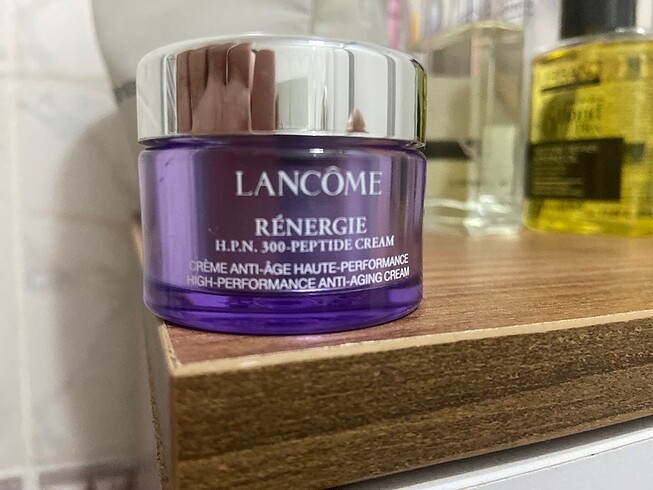 LANCÔME
RÉNERGIE
H.P.N. 300-PEPTIDE CREAM
CRÈME ANTI-ÂGE HAUTE-PERFORMANCE
HIGH-PERFORMANCE ANTI-AGING CREAM